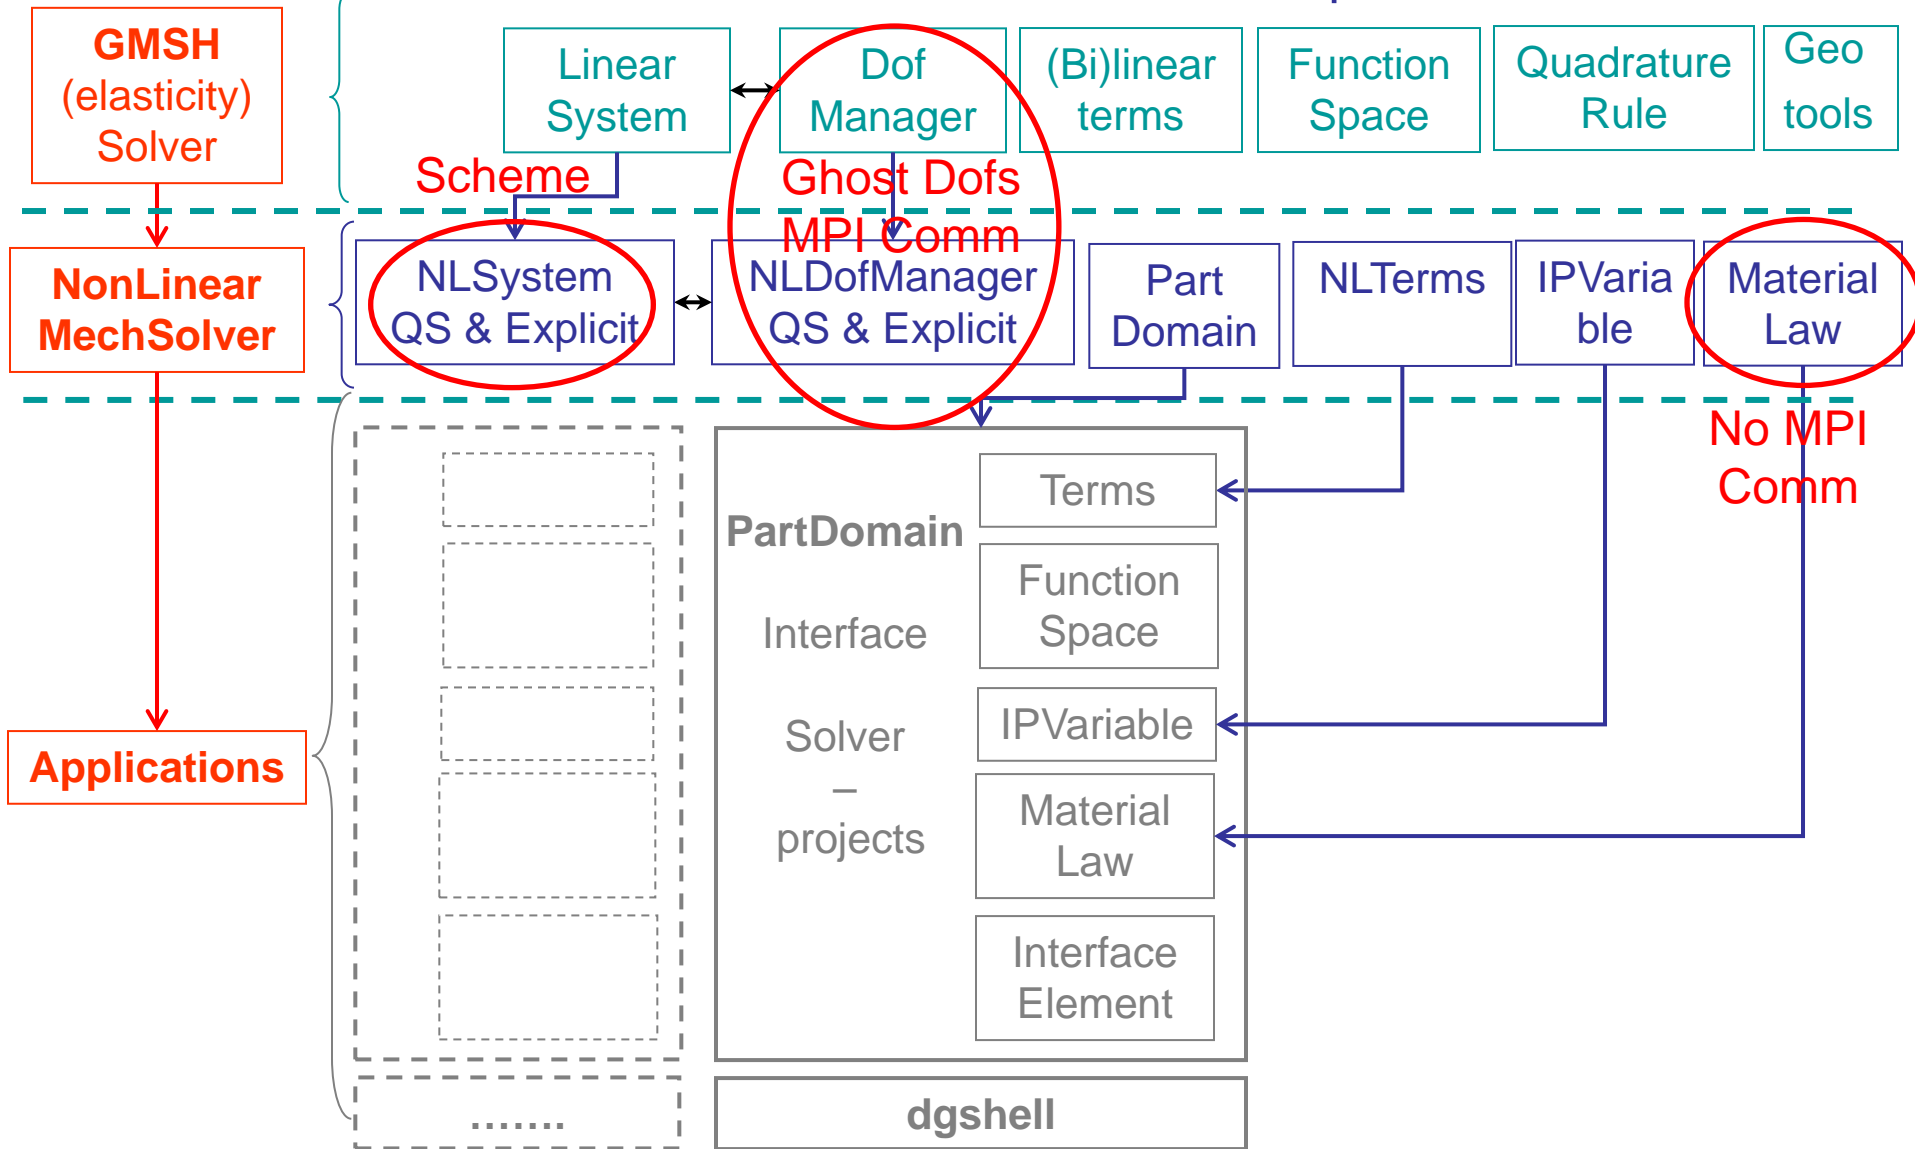 GMSH
(elasticity)
Solver
Linear
System
Dof
Manager
(Bi)linear
terms
Function
Space
Quadrature
Rule
Geo
tools
Scheme
Ghost Dofs
MPI Comm
NonLinear
MechSolver
NLSystem
QS & Explicit
NLDofManager
QS & Explicit
Part
Domain
NLTerms
IPVaria
ble
Material
Law
No MPI
Comm
Applications
PartDomain
Interface
Solver
–
projects
Terms
Function
Space
IPVariable
Material
Law
Interface
Element
.......
dgshell